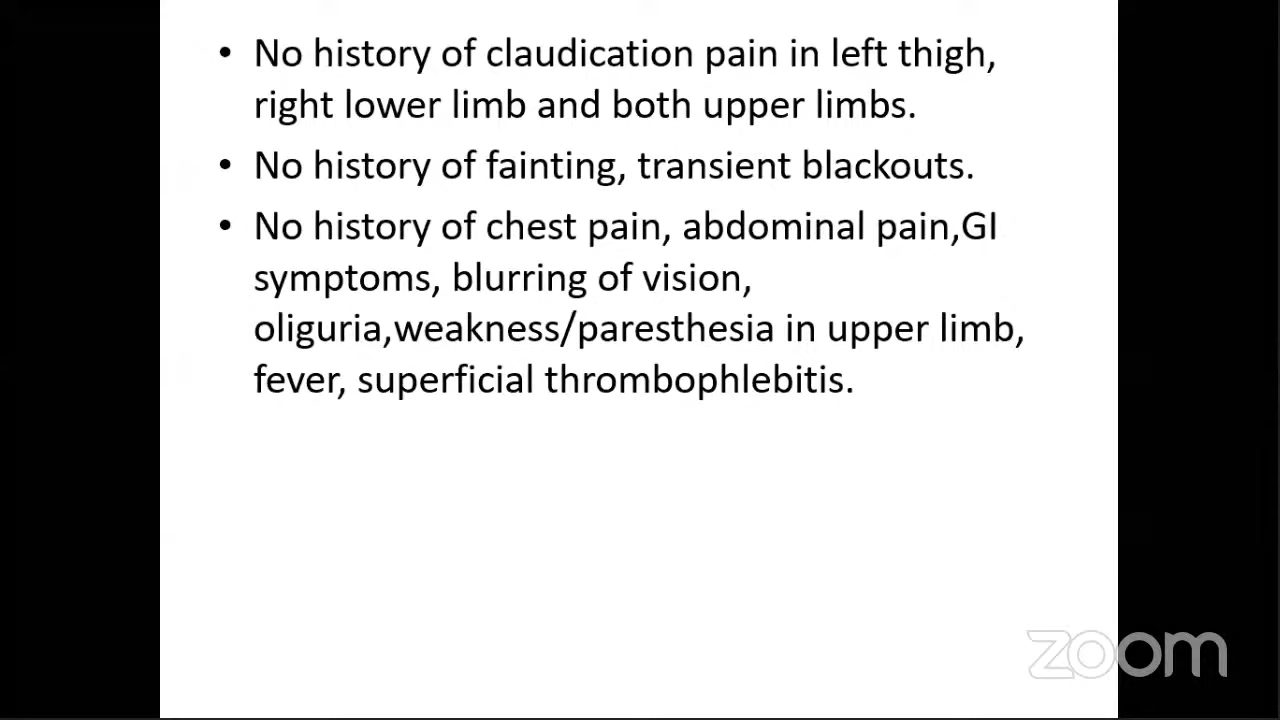 • No history of claudication pain in left thigh,
right lower limb and both upper limbs.
• No history of fainting, transient blackouts.
• No history of chest pain, abdominal pain,GI
symptoms, blurring of vision,
oliguria,weakness/paresthesia in upper limb,
fever, superficial thrombophlebitis.
zoom